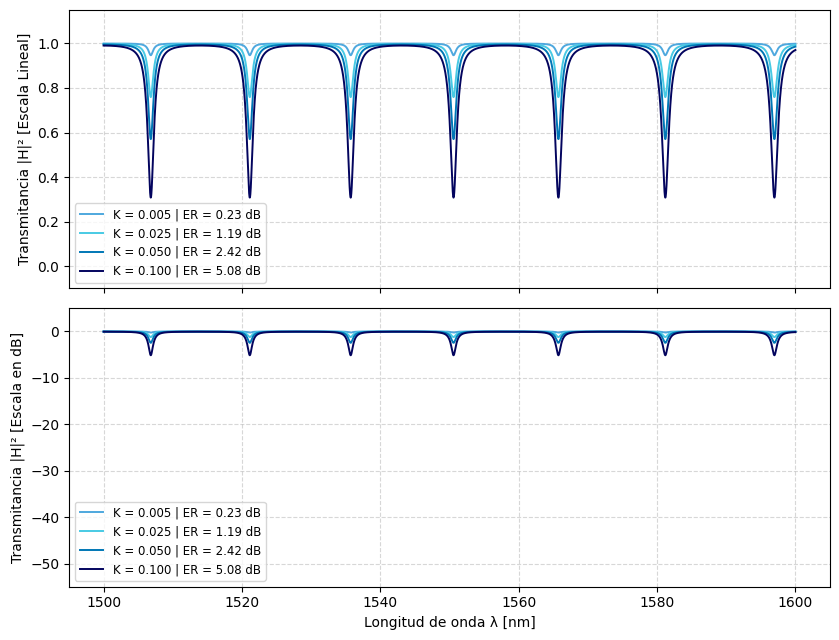 Transmitancia |H|² [Escala Lineal]
1.0
0.8
0.6
0.4
0.2
0.0
K = 0.005 | ER = 0.23 dB
K = 0.025 | ER = 1.19 dB
K = 0.050 | ER = 2.42 dB
K = 0.100 | ER = 5.08 dB
Transmitancia |H|² [Escala en dB]
0
−10
−20
−30
−40
−50
K = 0.005 | ER = 0.23 dB
K = 0.025 | ER = 1.19 dB
K = 0.050 | ER = 2.42 dB
K = 0.100 | ER = 5.08 dB
1500 1520 1540 1560 1580 1600
Longitud de onda λ [nm]